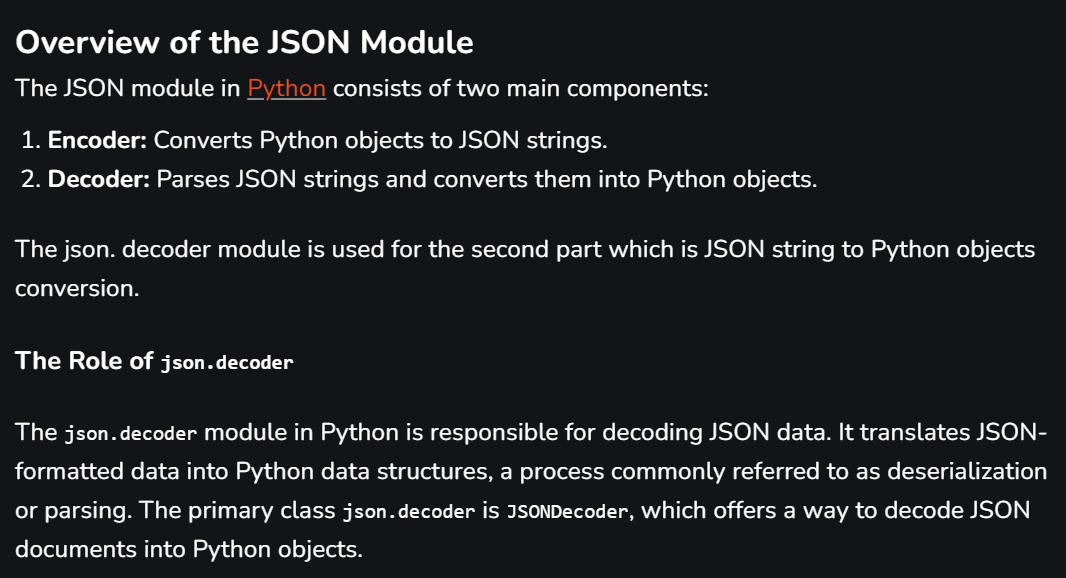 Overview of the JSON Module
The JSON module in Python consists of two main components:
1. Encoder: Converts Python objects to JSON strings.
2. Decoder: Parses JSON strings and converts them into Python objects.
The json. decoder module is used for the second part which is JSON string to Python objects
conversion.
The Role of json.decoder
The json.decoder module in Python is responsible for decoding JSON data. It translates JSON-
formatted data into Python data structures, a process commonly referred to as deserialization
or parsing. The primary class json.decoder is JSONDecoder, which offers a way to decode JSON
documents into Python objects.